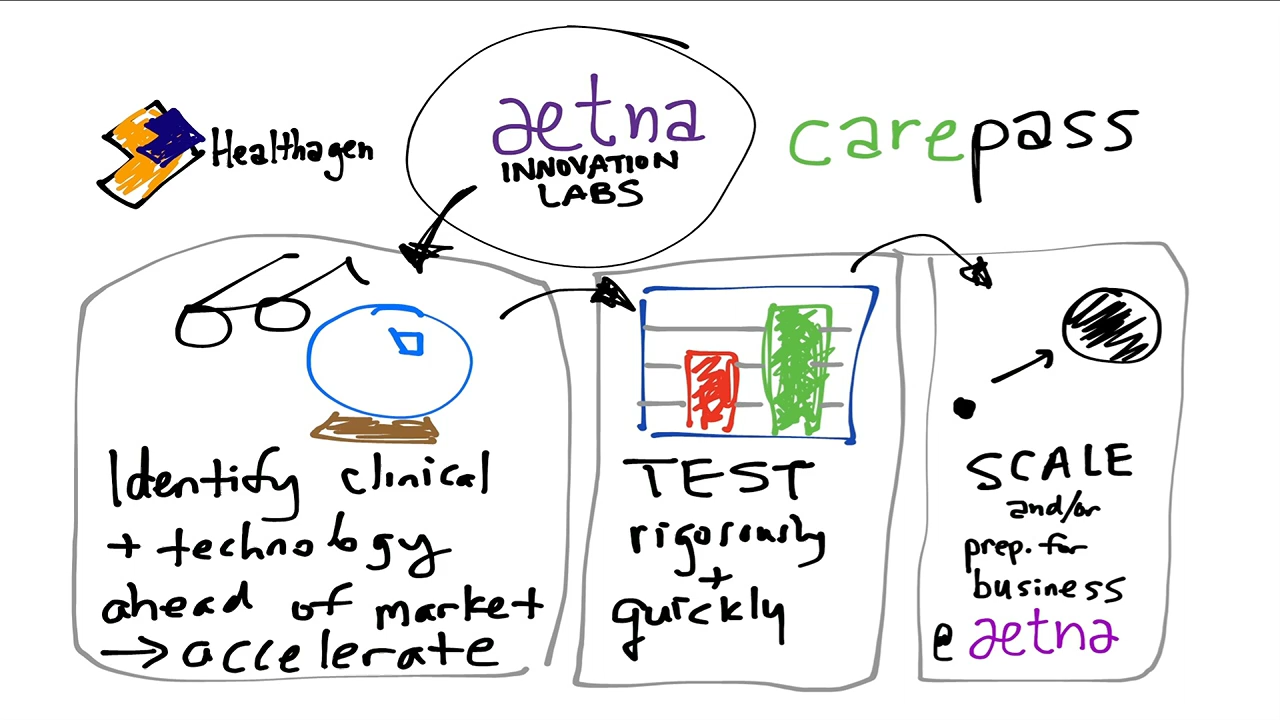 Healthagen
aetna
INNOVATION
LABS
carepass
Identify clinical
+ technology
ahead of market
→ accelerate
TEST
rigorously
+
quickly
SCALE
and/or
prep. for
business
@ aetna